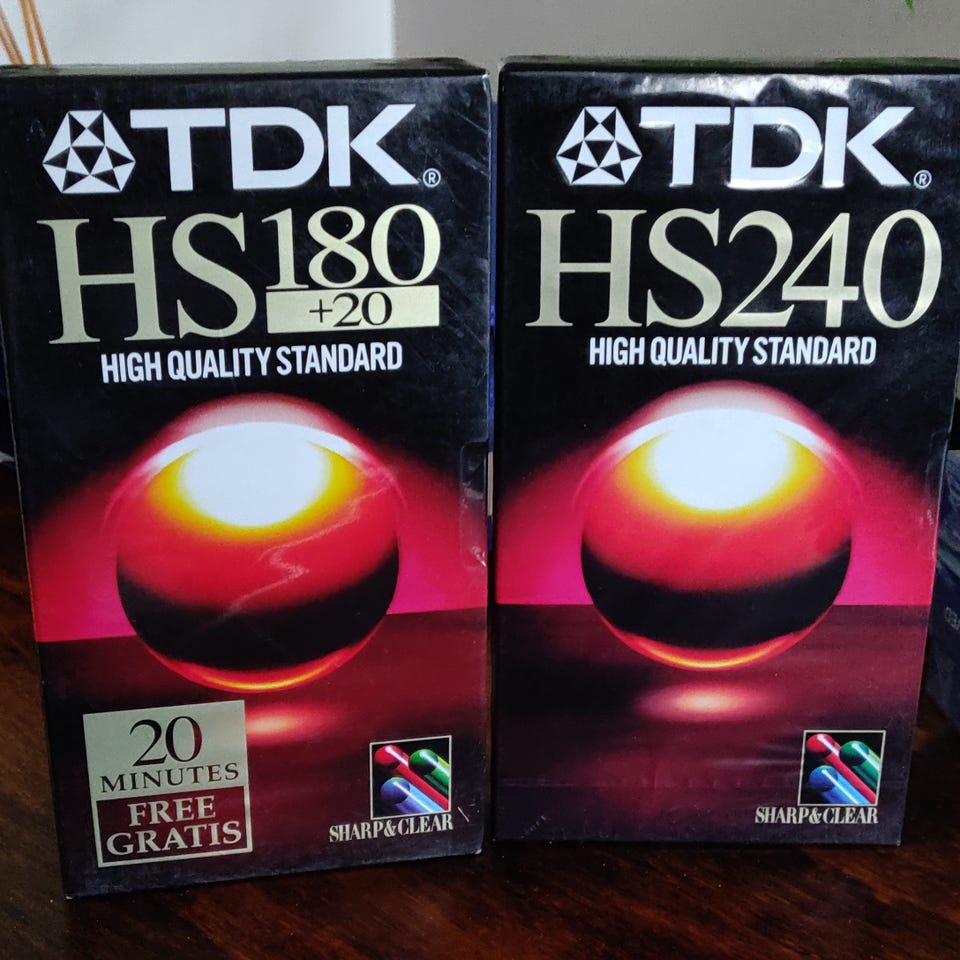 TDK®
HS180
+20
HIGH QUALITY STANDARD
20
MINUTES
FREE
GRATIS
SHARP&CLEAR
TDK®
HS240
HIGH QUALITY STANDARD
SHARP&CLEAR